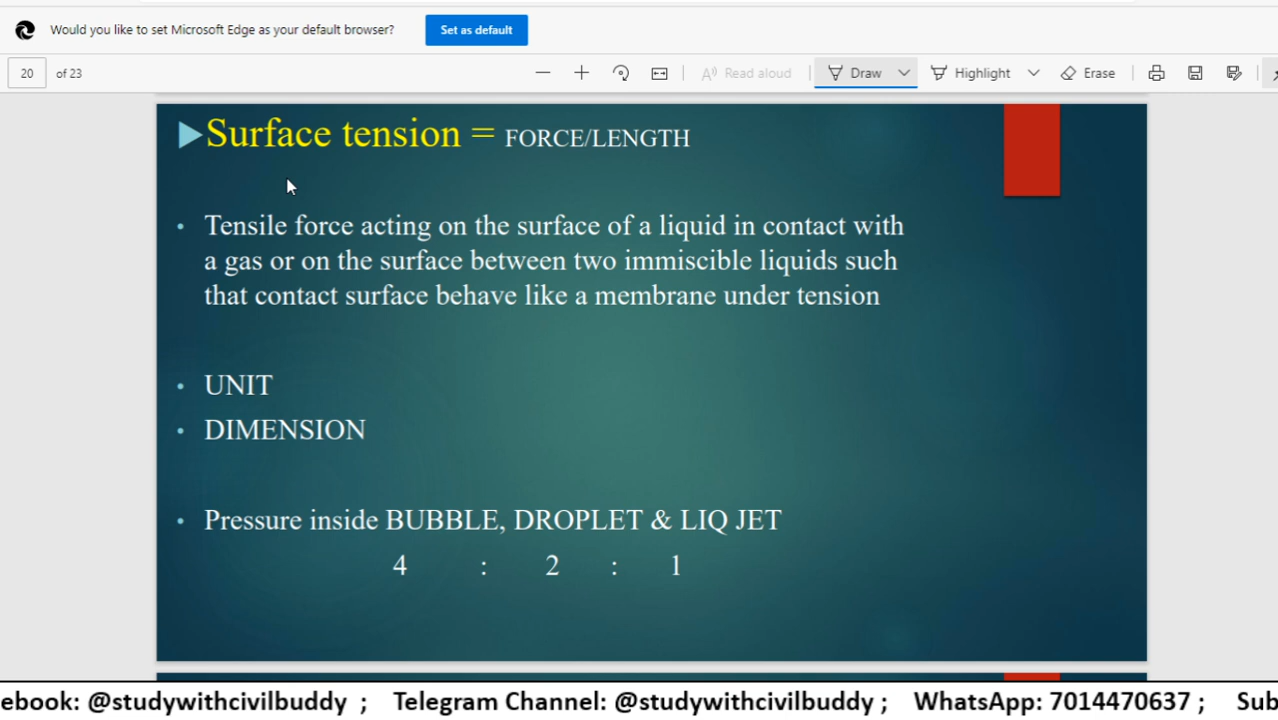 Would you like to set Microsoft Edge as your default browser? Set as default
20 of 23 Read aloud Draw Highlight Erase
Surface tension = FORCE/LENGTH
• Tensile force acting on the surface of a liquid in contact with
a gas or on the surface between two immiscible liquids such
that contact surface behave like a membrane under tension
• UNIT
• DIMENSION
• Pressure inside BUBBLE, DROPLET & LIQ JET
4 : 2 : 1
ebook: @studywithcivilbuddy ; Telegram Channel: @studywithcivilbuddy ; WhatsApp: 7014470637 ; Sub